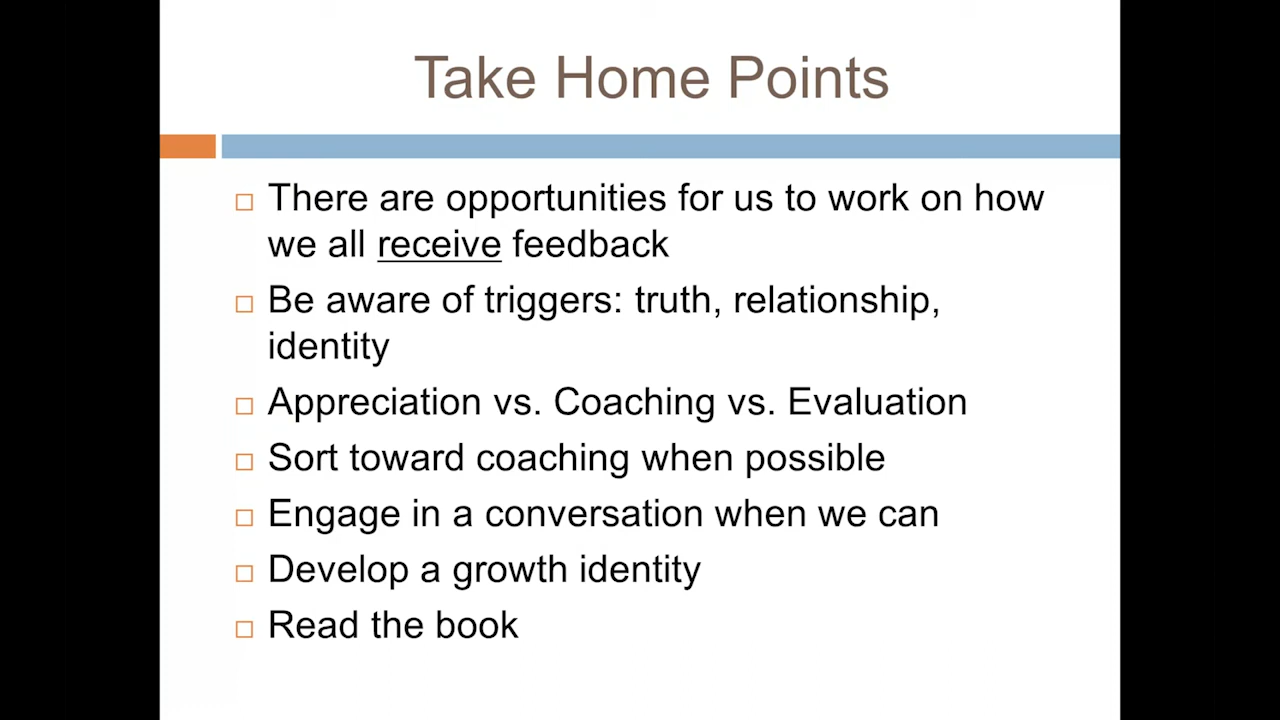 Take Home Points
There are opportunities for us to work on how
we all receive feedback
Be aware of triggers: truth, relationship,
identity
Appreciation vs. Coaching vs. Evaluation
Sort toward coaching when possible
Engage in a conversation when we can
Develop a growth identity
Read the book